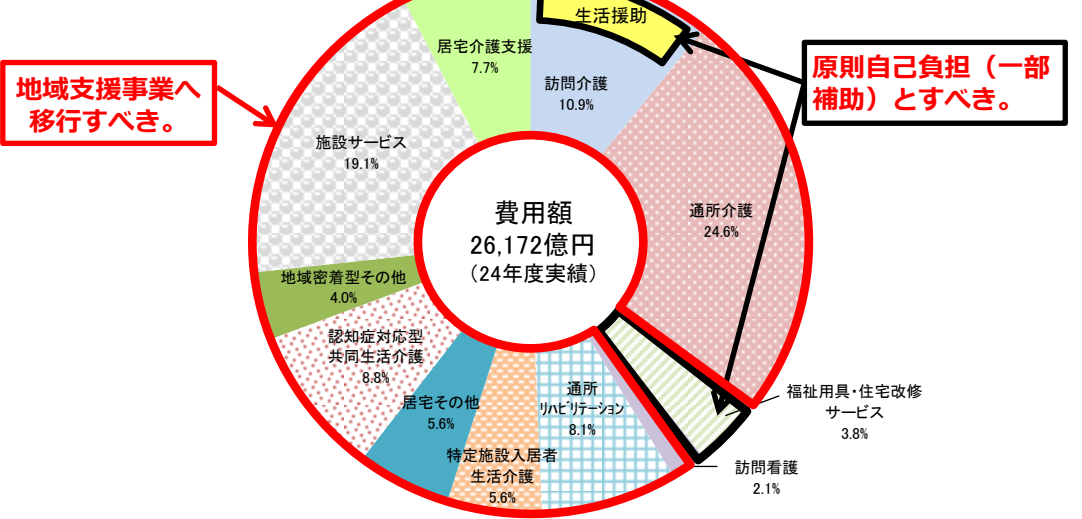 生活援助
居宅介護支援
7.7%
訪問介護
10.9%
原則自己負担（一部
補助）とすべき。
地域支援事業へ
移行すべき。
施設サービス
19.1%
通所介護
24.6%
費用額
26,172億円
（24年度実績）
地域密着型その他
4.0%
認知症対応型
共同生活介護
8.8%
居宅その他
5.6%
特定施設入居者
生活介護
5.6%
通所
ﾘﾊﾋﾞﾘﾃｰｼｮﾝ
8.1%
福祉用具・住宅改修
サービス
3.8%
訪問看護
2.1%